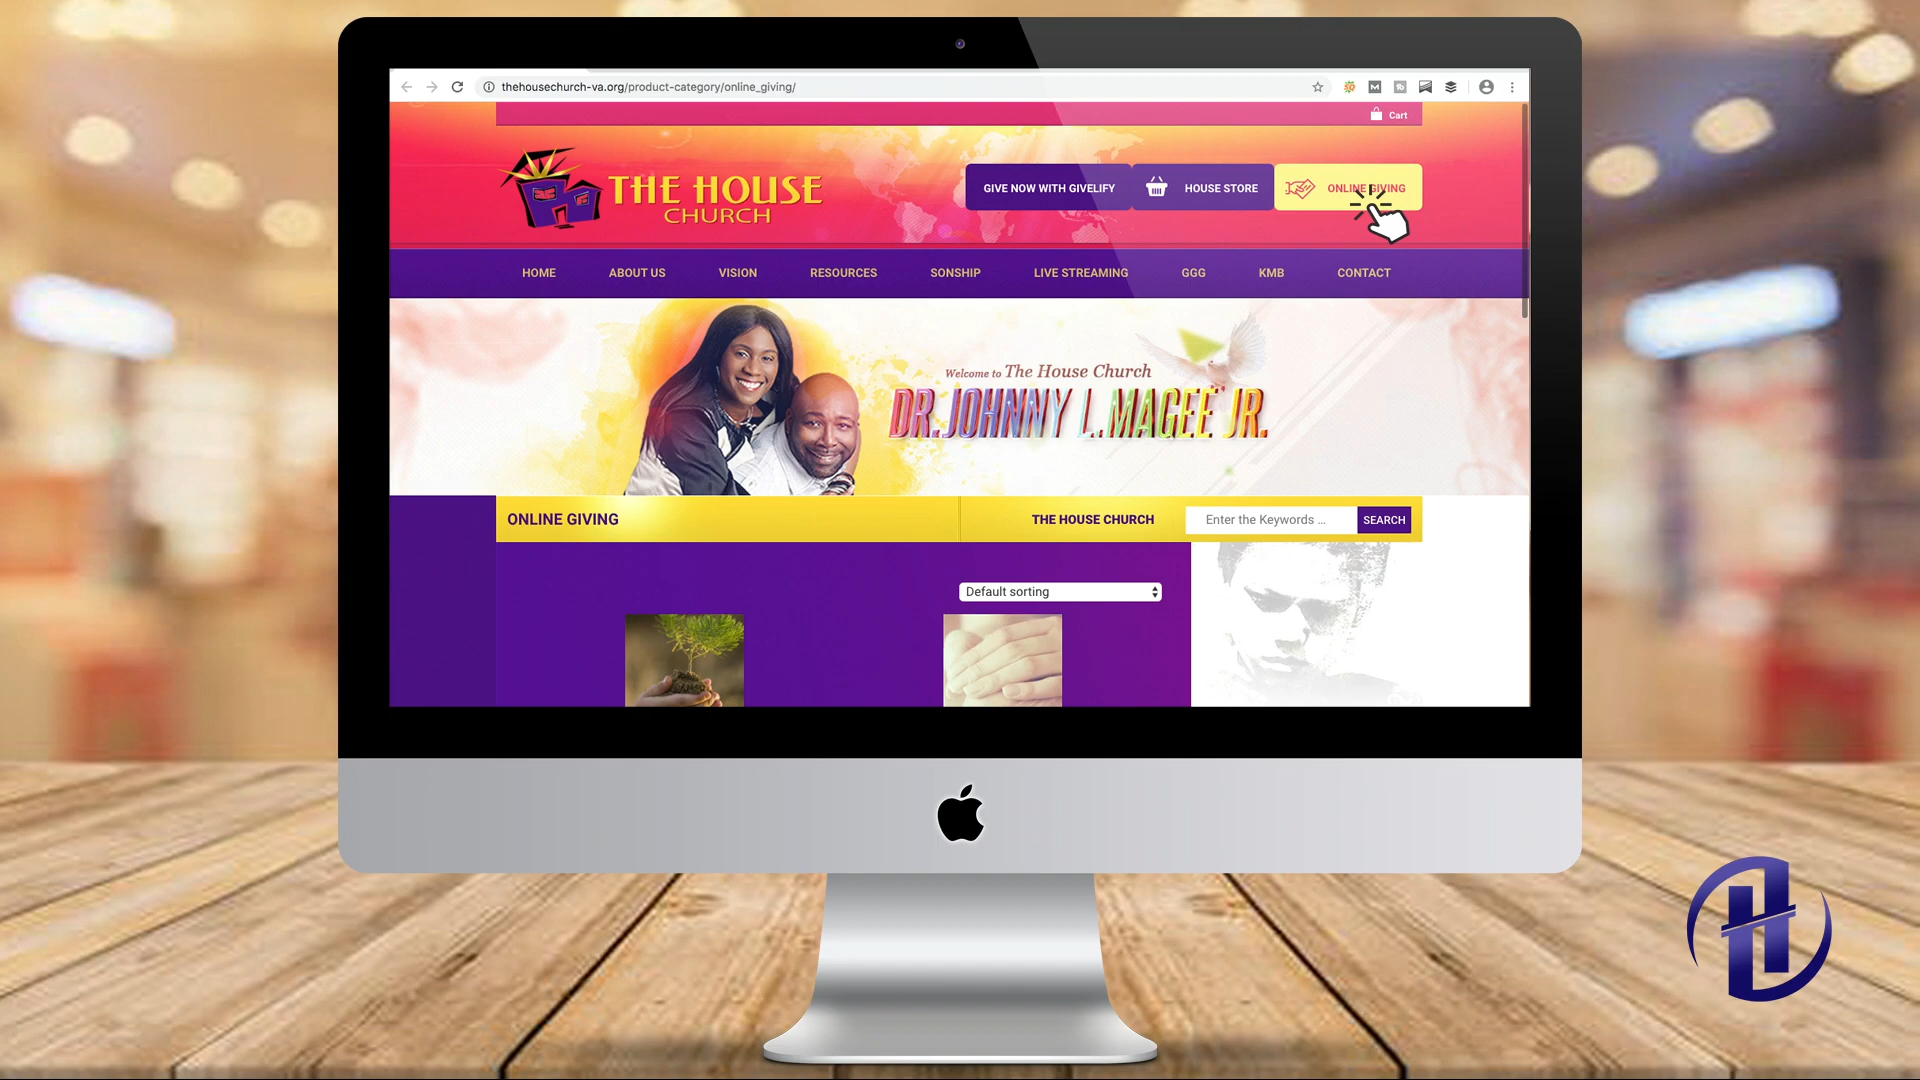 thehousechurch-va.org/product-category/online_giving/
Cart
THE HOUSE
CHURCH
GIVE NOW WITH GIVELIFY
HOUSE STORE
ONLINE GIVING
HOME
ABOUT US
VISION
RESOURCES
SONSHIP
LIVE STREAMING
GGG
KMB
CONTACT
Welcome to The House Church
DR.JOHNNY L.MAGEE JR.
ONLINE GIVING
THE HOUSE CHURCH
Enter the Keywords ...
SEARCH
Default sorting